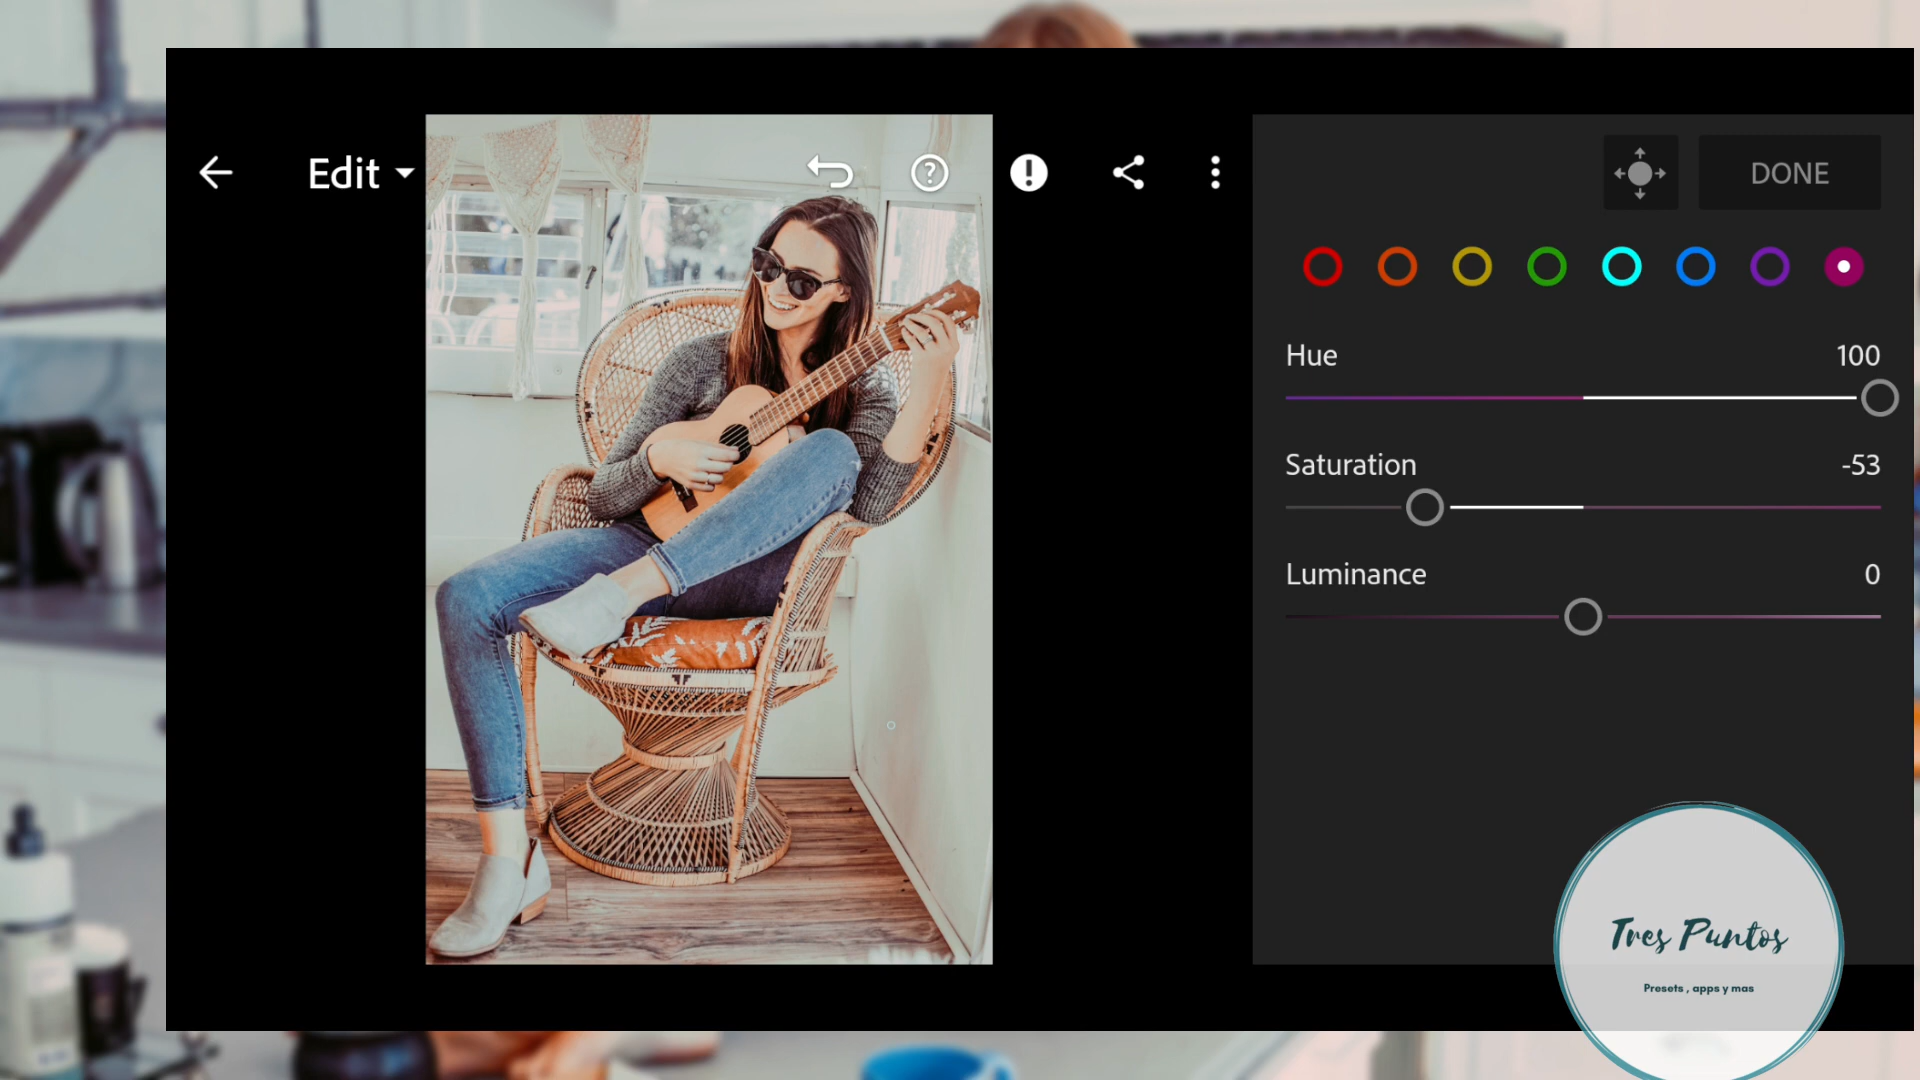 Edit
DONE
Hue 100
Saturation -53
Luminance 0
Tres Puntos
Presets , apps y mas